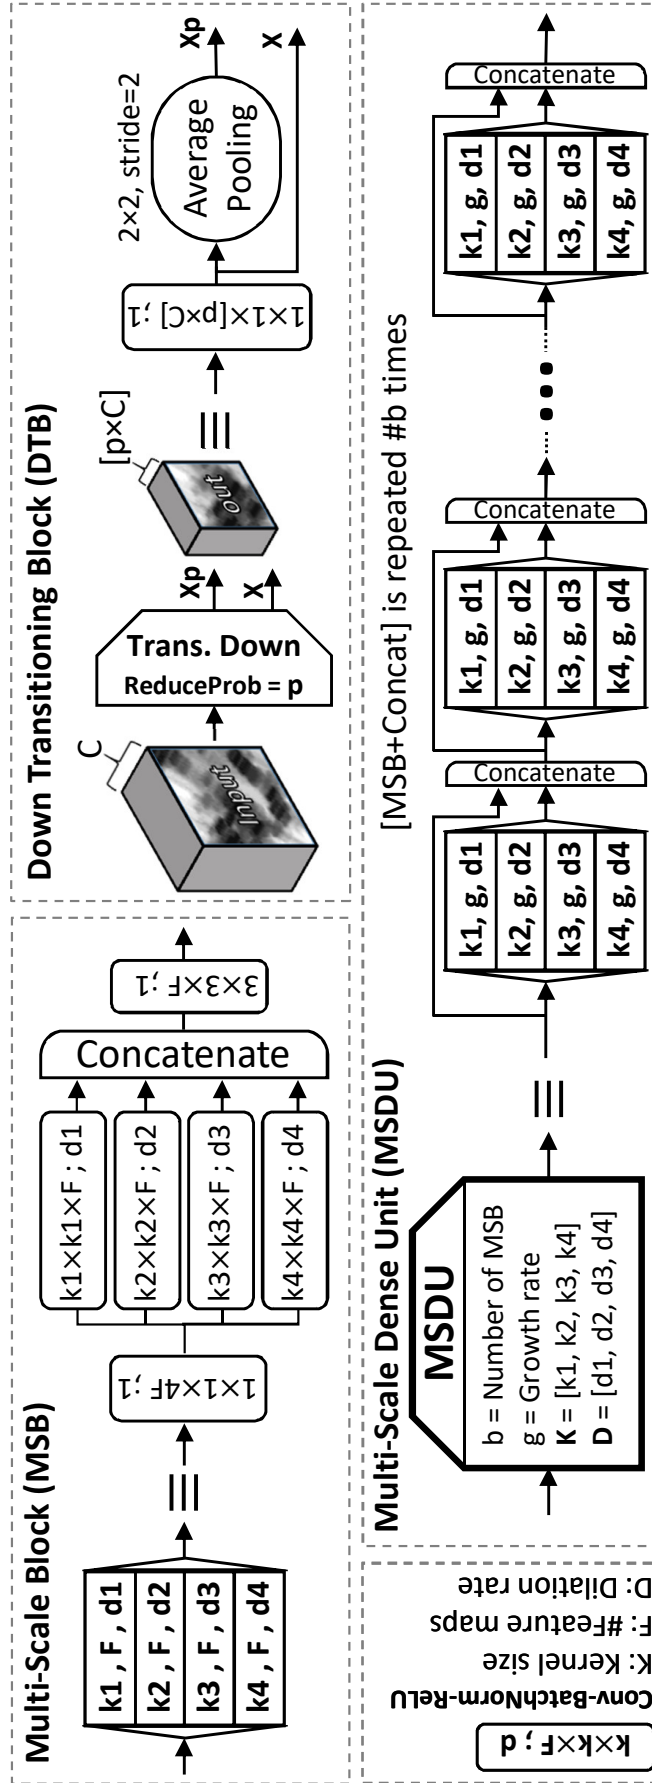 Multi-Scale Block (MSB)
k1 , F , d1
k2 , F , d2
k3 , F , d3
k4 , F , d4
1×1×4F ;1
k1×k1×F ; d1
k2×k2×F ; d2
k3×k3×F ; d3
k4×k4×F ; d4
Concatenate
3×3×F ;1
Down Transitioning Block (DTB)
C
Input
Trans. Down
ReduceProb = p
Xp
X
[p×C]
out
1×1×[p×C] ;1
2×2, stride=2
Average
Pooling
Xp
X
k×k×F ; d
Conv-BatchNorm-ReLU
K: Kernel size
F: #Feature maps
D: Dilation rate
Multi-Scale Dense Unit (MSDU)
MSDU
b = Number of MSB
g = Growth rate
K = [k1, k2, k3, k4]
D = [d1, d2, d3, d4]
k1, g, d1
k2, g, d2
k3, g, d3
k4, g, d4
Concatenate
k1, g, d1
k2, g, d2
k3, g, d3
k4, g, d4
Concatenate
[MSB+Concat] is repeated #b times
k1, g, d1
k2, g, d2
k3, g, d3
k4, g, d4
Concatenate